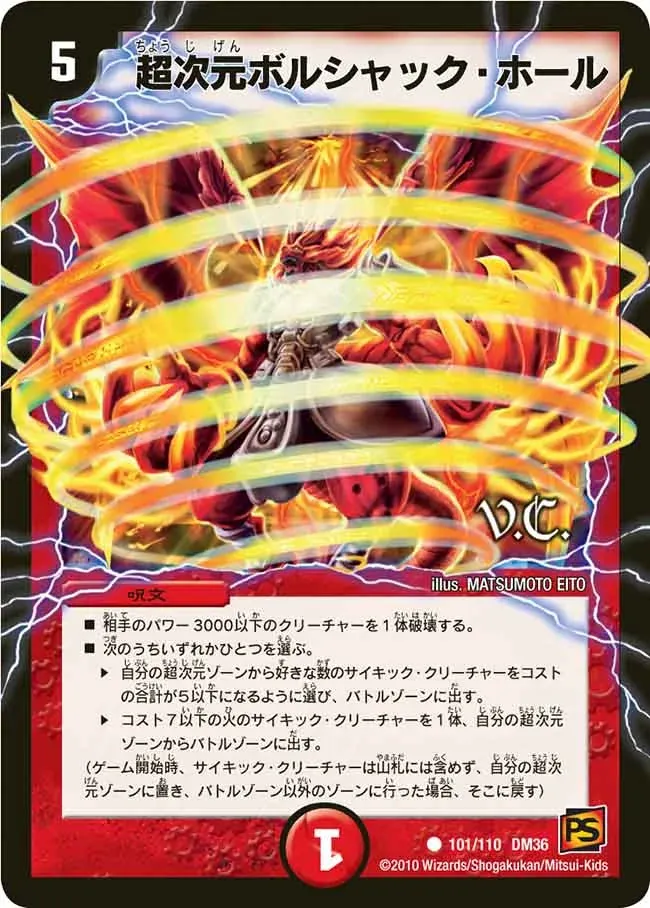 5
ちょうじげん
超次元ボルシャック・ホール
V.C.
illus. MATSUMOTO EITO
呪文
■ 相手のパワー3000以下のクリーチャーを1体破壊する。
■ 次のうちいずれかひとつを選ぶ。
▶ 自分の超次元ゾーンから好きな数のサイキック・クリーチャーをコスト
の合計が5以下になるように選び、バトルゾーンに出す。
▶ コスト7以下の火のサイキック・クリーチャーを1体、自分の超次元
ゾーンからバトルゾーンに出す。
(ゲーム開始時、サイキック・クリーチャーは山札には含めず、自分の超次
元ゾーンに置き、バトルゾーン以外のゾーンに行った場合、そこに戻す)
1
PS
● 101/110 DM36
©2010 Wizards/Shogakukan/Mitsui-Kids